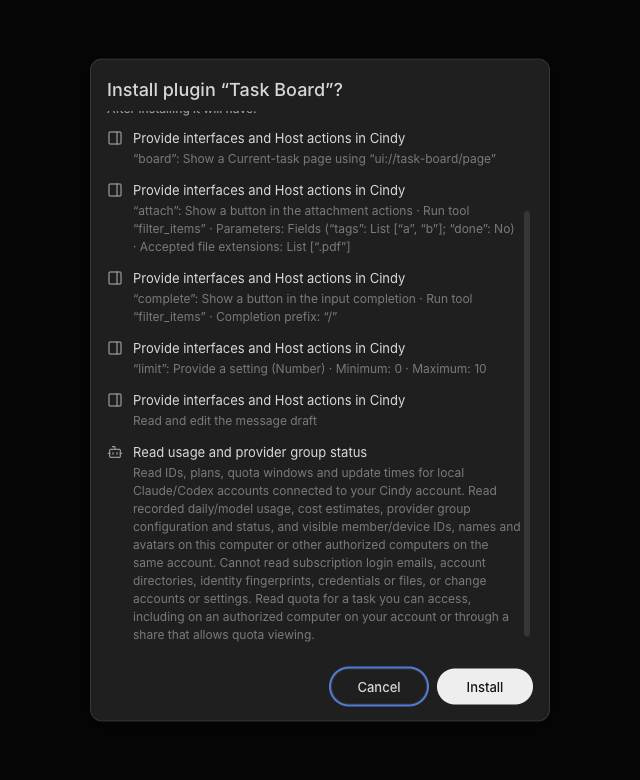 Install plugin “Task Board”?
After installing it will have:
Provide interfaces and Host actions in Cindy
“board”: Show a Current-task page using “ui://task-board/page”
Provide interfaces and Host actions in Cindy
“attach”: Show a button in the attachment actions · Run tool
“filter_items” · Parameters: Fields (“tags”: List [“a”, “b”]; “done”: No)
· Accepted file extensions: List [“.pdf”]
Provide interfaces and Host actions in Cindy
“complete”: Show a button in the input completion · Run tool
“filter_items” · Completion prefix: “/”
Provide interfaces and Host actions in Cindy
“limit”: Provide a setting (Number) · Minimum: 0 · Maximum: 10
Provide interfaces and Host actions in Cindy
Read and edit the message draft
Read usage and provider group status
Read IDs, plans, quota windows and update times for local
Claude/Codex accounts connected to your Cindy account. Read
recorded daily/model usage, cost estimates, provider group
configuration and status, and visible member/device IDs, names and
avatars on this computer or other authorized computers on the
same account. Cannot read subscription login emails, account
directories, identity fingerprints, credentials or files, or change
accounts or settings. Read quota for a task you can access,
including on an authorized computer on your account or through a
share that allows quota viewing.
Cancel
Install